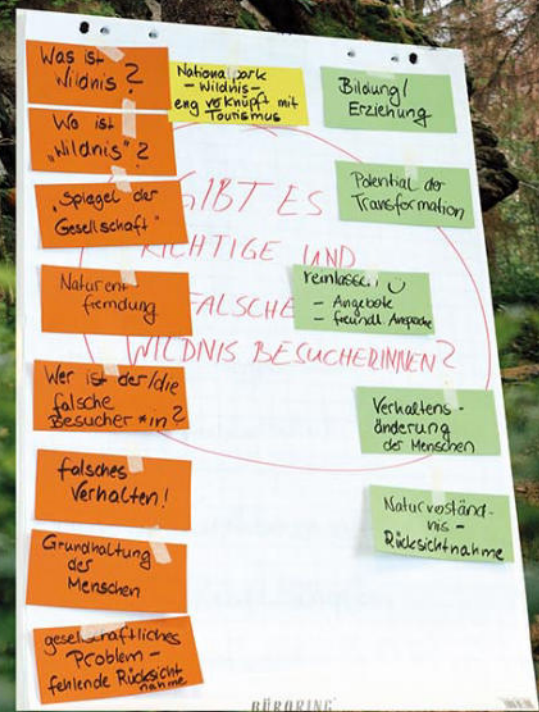 Was ist
Wildnis?
Wo ist
„Wildnis"?
„Spiegel der
Gesellschaft"
Naturent
fremdung
Wer ist der/die
falsche
Besucher*in?
falsches
Verhalten!
Grundhaltung
der
Menschen
gesellschaftliches
Problem -
fehlende Rücksicht
nahme
Nationalpark
- Wildnis -
eng verknüpft mit
Tourismus
GIBT ES
RICHTIGE UND
FALSCHE
WILDNIS BESUCHERINNEN?
Bildung/
Erziehung
Potential der
Transformation
reinlassen
- Angebote
- freundl. Ansprache
Verhaltens-
änderung
der Menschen
Naturverständ-
nis -
Rücksichtnahme
BÜRORING